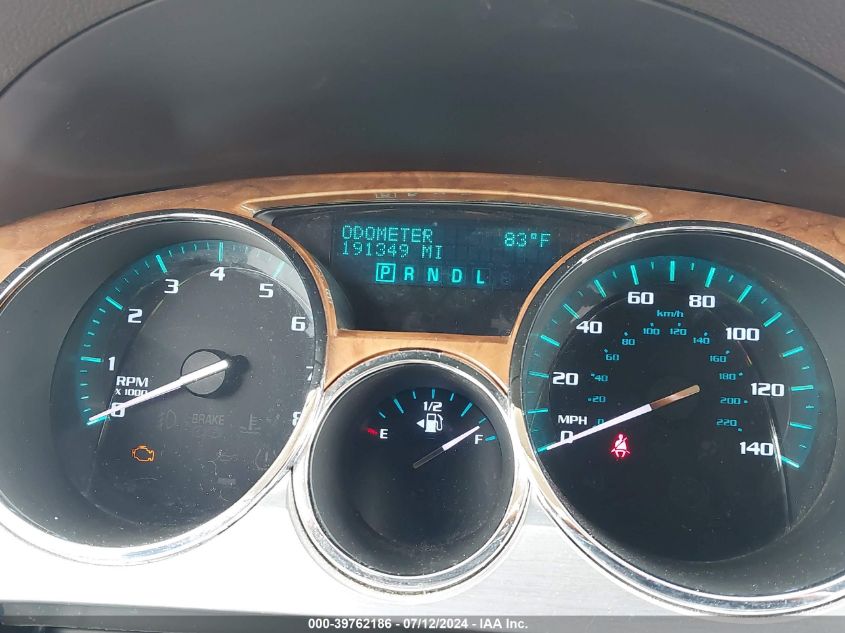 ODOMETER 83°F
191349 MI
P R N D L
0 1 2 3 4 5 6 7 8
RPM
X 1000
BRAKE
E 1/2 F
0 20 40 60 80 100 120 140
MPH
km/h
20 40 60 80 100 120 140 160 180 200 220
000-39762186 - 07/12/2024 - IAA Inc.